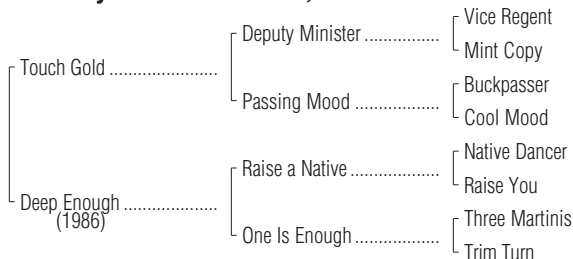 Touch Gold ......................
Deputy Minister ................
Vice Regent
Mint Copy
Passing Mood ..................
Buckpasser
Cool Mood
Deep Enough ....................
(1986)
Raise a Native ...................
Native Dancer
Raise You
One Is Enough ..................
Three Martinis
Trim Turn